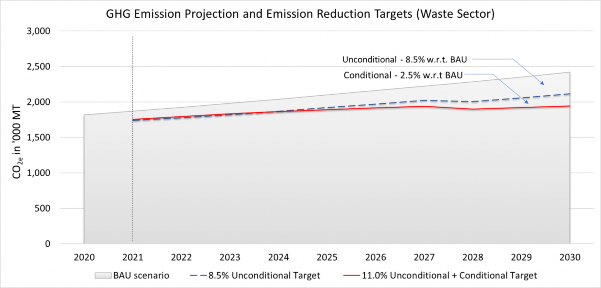 GHG Emission Projection and Emission Reduction Targets (Waste Sector)
3,000
2,500
2,000
1,500
1,000
500
0
CO2e in '000 MT
Unconditional - 8.5% w.r.t. BAU
Conditional - 2.5% w.r.t BAU
2020 2021 2022 2023 2024 2025 2026 2027 2028 2029 2030
BAU scenario 8.5% Unconditional Target 11.0% Unconditional + Conditional Target